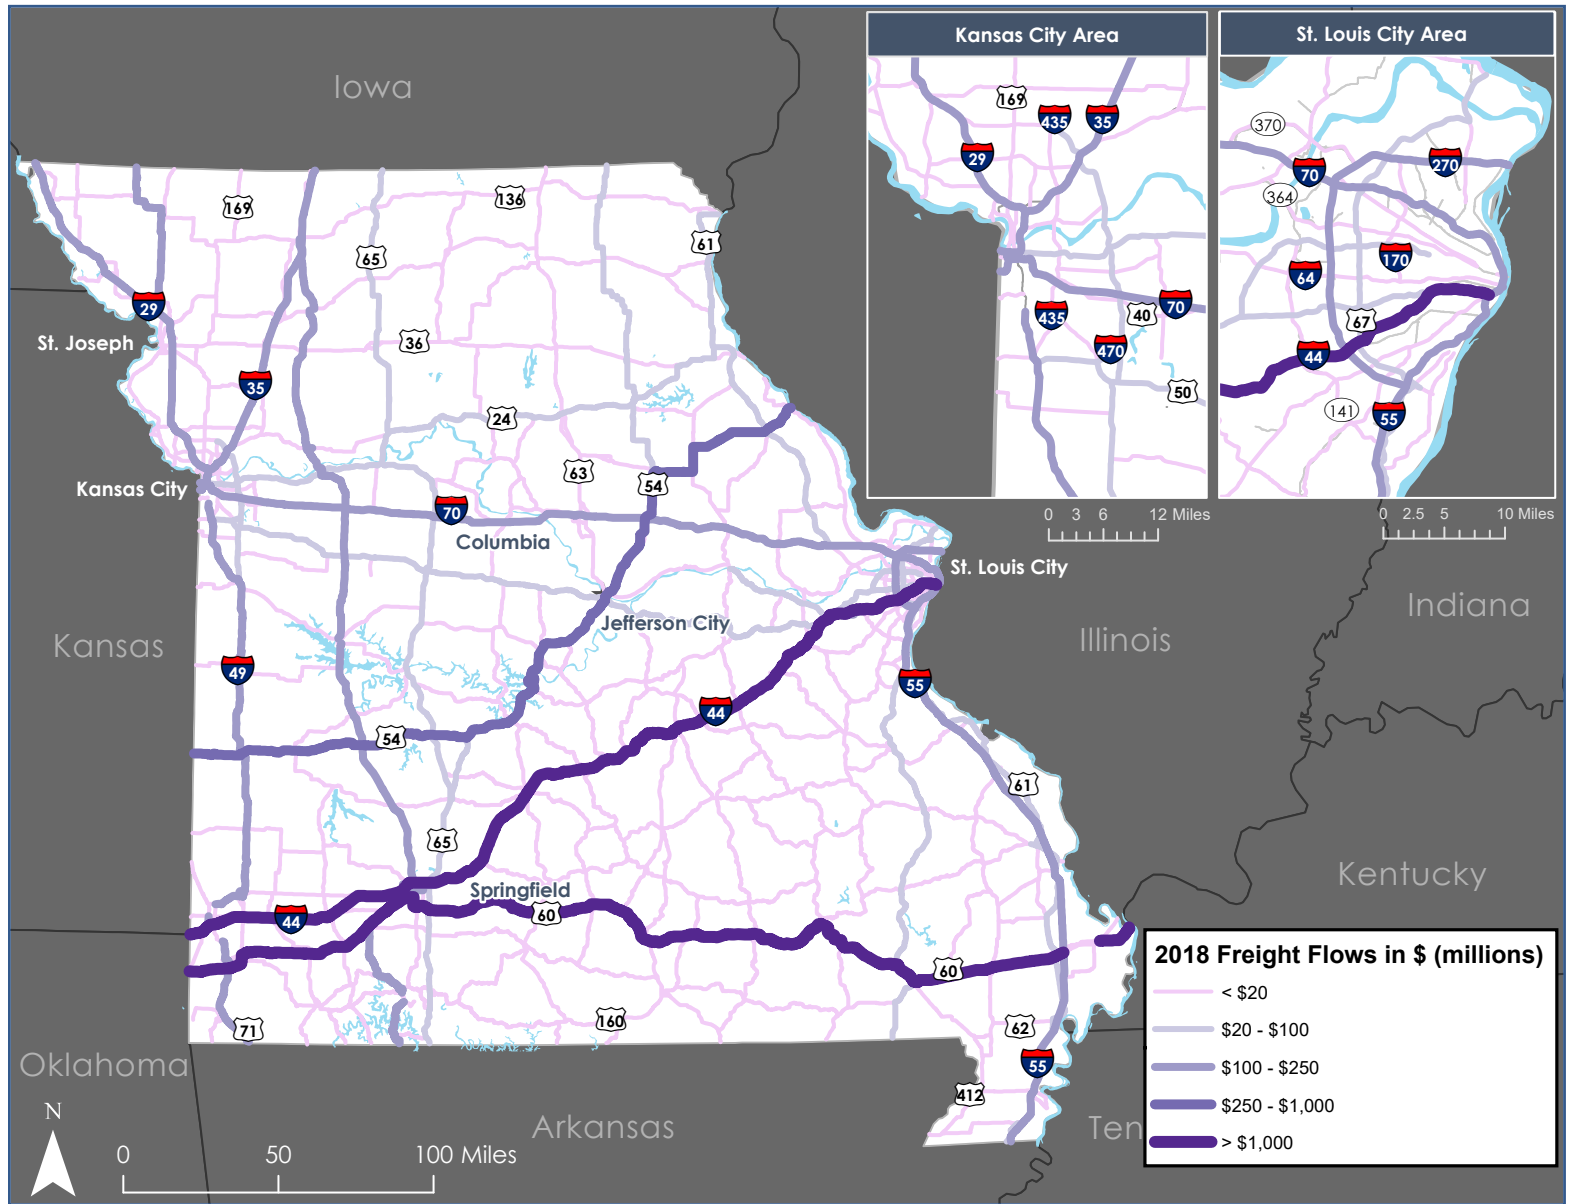 Kansas City Area
St. Louis City Area
Iowa
169
435
35
29
435
70
40
470
50
370
70
270
364
170
64
67
44
141
55
0 3 6 12 Miles
0 2.5 5 10 Miles
169
136
65
61
29
St. Joseph
36
35
24
63
54
Kansas City
70
Columbia
St. Louis City
Jefferson City
Indiana
Illinois
Kansas
49
55
44
54
61
65
Kentucky
Springfield
44
60
60
71
160
62
55
412
Oklahoma
Arkansas
Ten
2018 Freight Flows in $ (millions)
< $20
$20 - $100
$100 - $250
$250 - $1,000
> $1,000
N
0 50 100 Miles